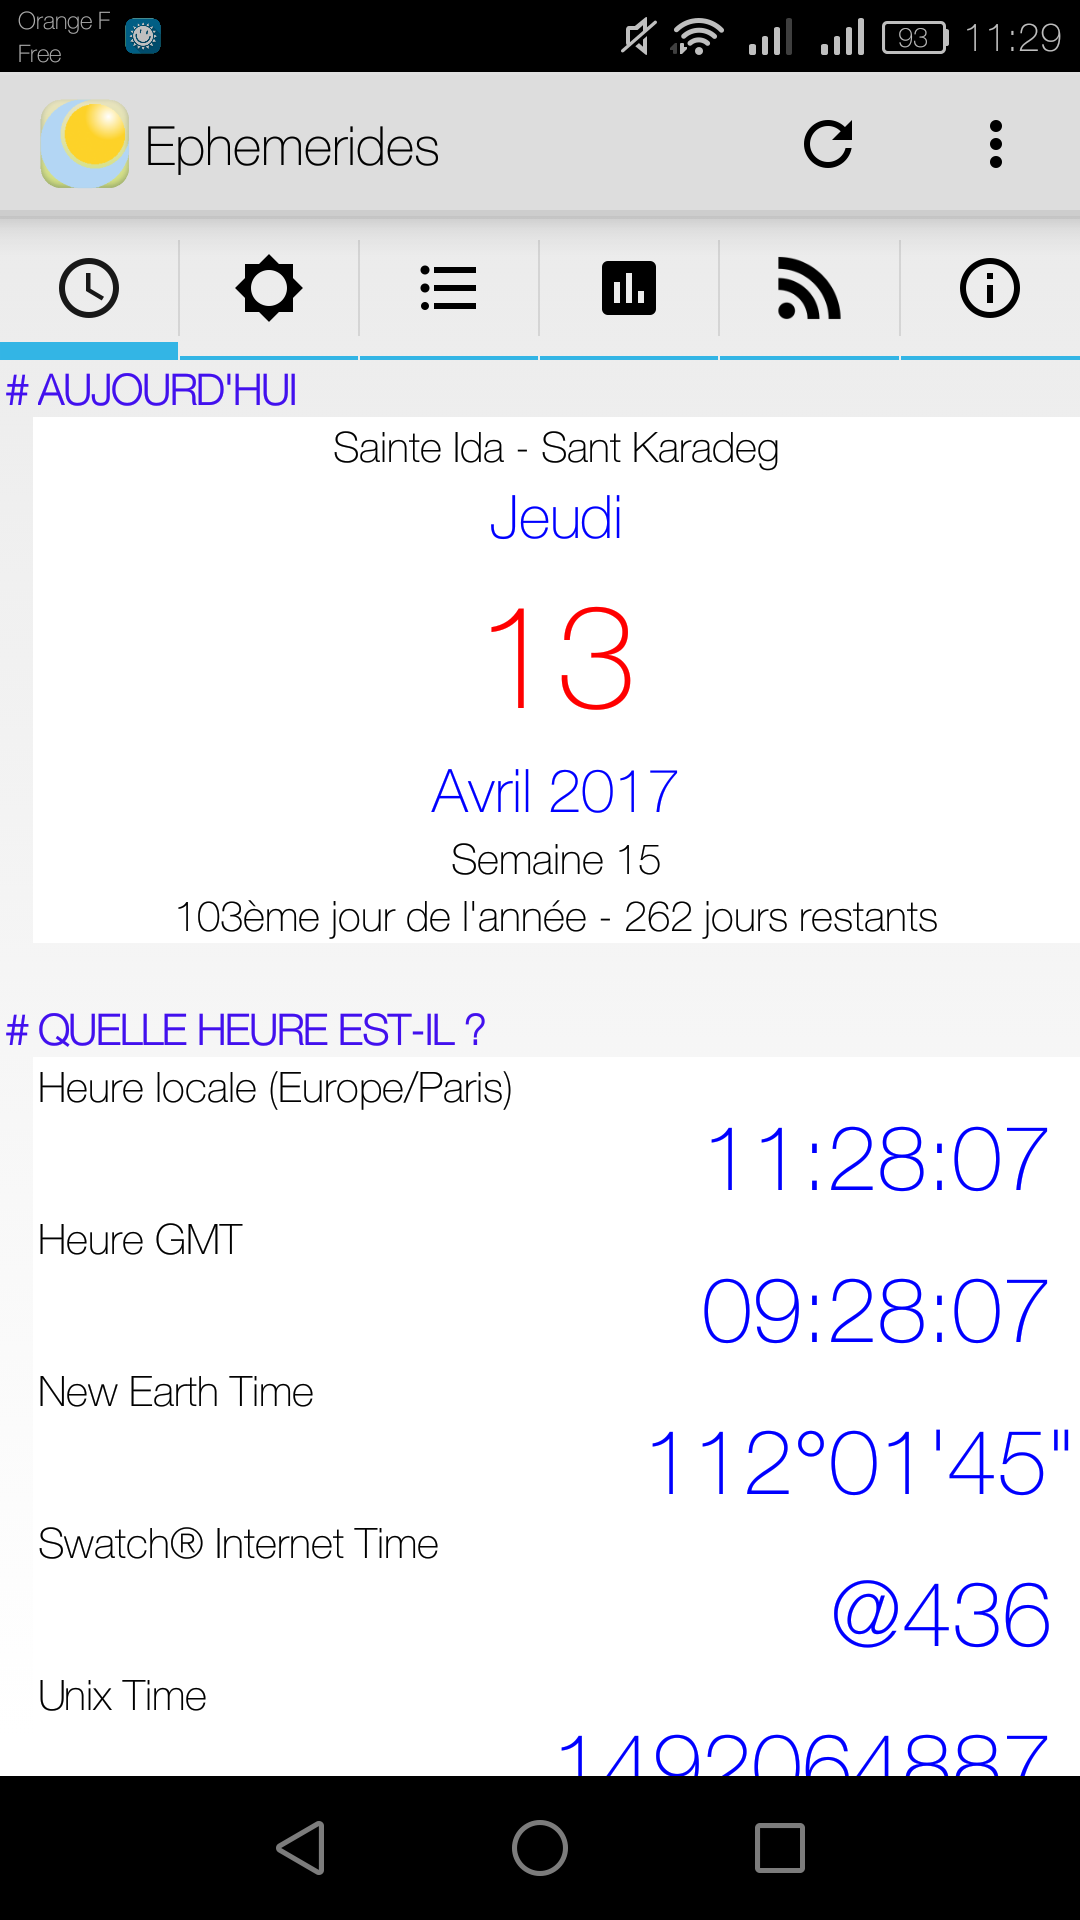 Orange F
Free
93
11:29
Ephemerides
# AUJOURD'HUI
Sainte Ida - Sant Karadeg
Jeudi
13
Avril 2017
Semaine 15
103ème jour de l'année - 262 jours restants
# QUELLE HEURE EST-IL ?
Heure locale (Europe/Paris)
11:28:07
Heure GMT
09:28:07
New Earth Time
112°01'45"
Swatch® Internet Time
@436
Unix Time
1492064887